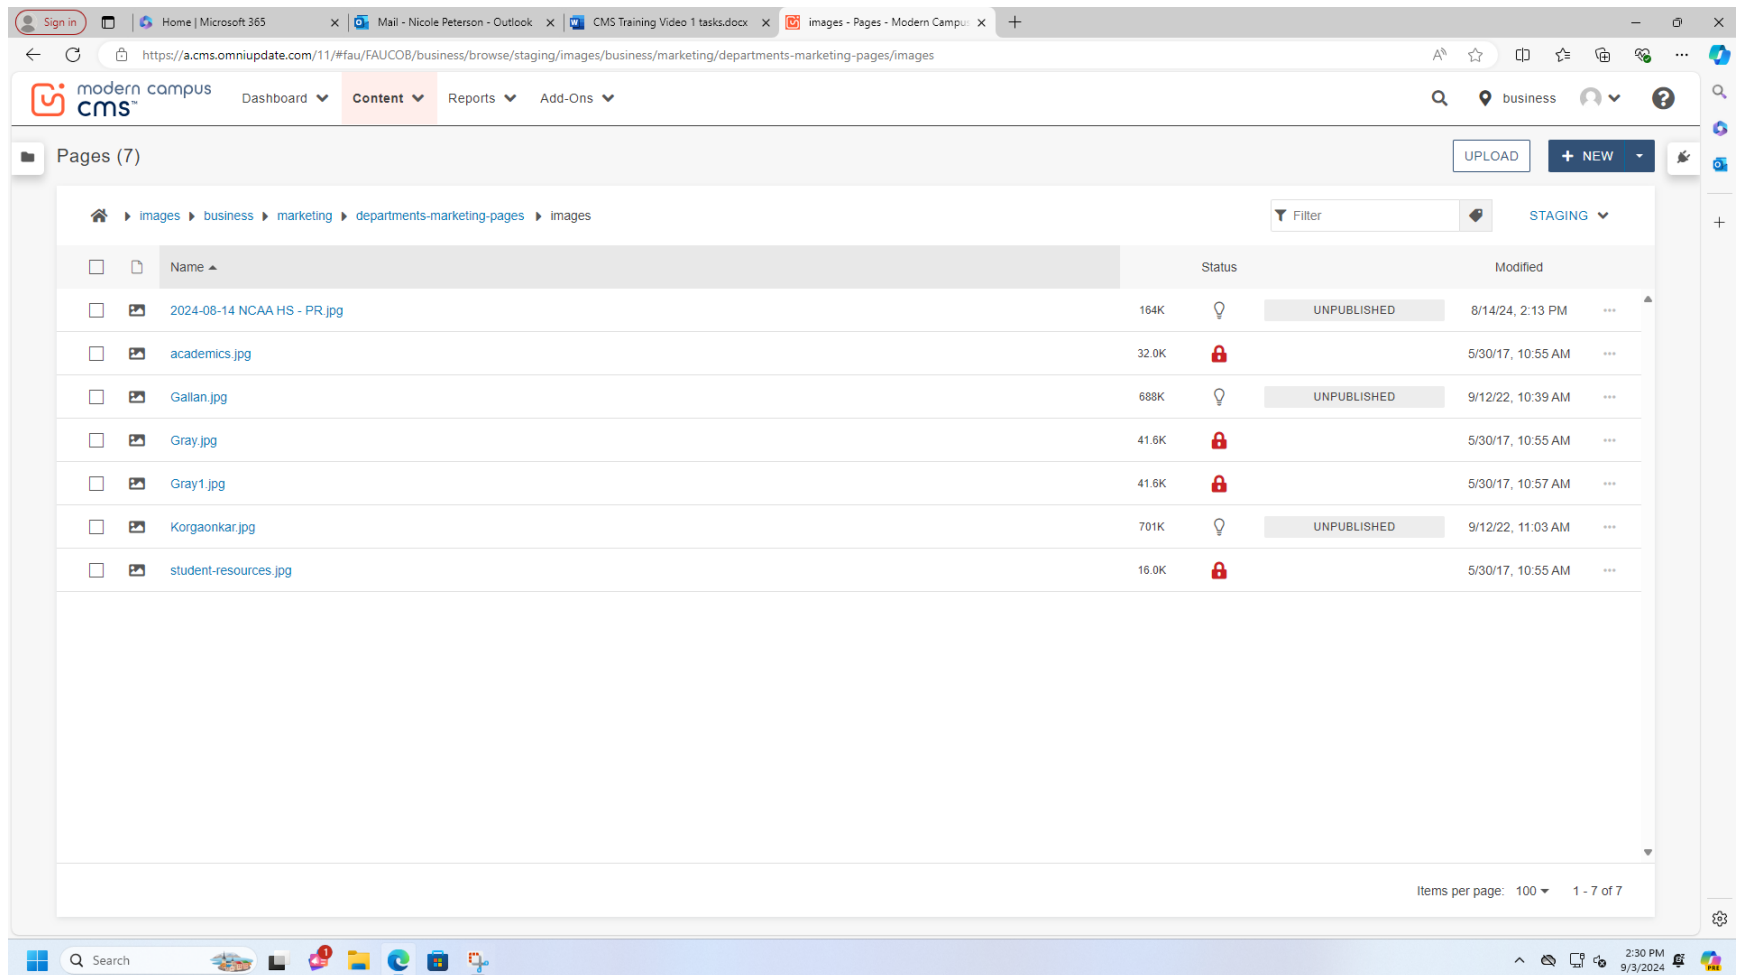 Sign in
Home | Microsoft 365
Mail - Nicole Peterson - Outlook
CMS Training Video 1 tasks.docx
images - Pages - Modern Campus
https://a.cms.omniupdate.com/11/#fau/FAUCOB/business/browse/staging/images/business/marketing/departments-marketing-pages/images
modern campus
cms™
Dashboard
Content
Reports
Add-Ons
business
Pages (7)
UPLOAD
+ NEW
images
business
marketing
departments-marketing-pages
images
Filter
STAGING
Name Status Modified
2024-08-14 NCAA HS - PR.jpg 164K UNPUBLISHED 8/14/24, 2:13 PM
academics.jpg 32.0K 5/30/17, 10:55 AM
Gallan.jpg 688K UNPUBLISHED 9/12/22, 10:39 AM
Gray.jpg 41.6K 5/30/17, 10:55 AM
Gray1.jpg 41.6K 5/30/17, 10:57 AM
Korgaonkar.jpg 701K UNPUBLISHED 9/12/22, 11:03 AM
student-resources.jpg 16.0K 5/30/17, 10:55 AM
Items per page: 100 1 - 7 of 7
Search
1
2:30 PM
9/3/2024
PRE